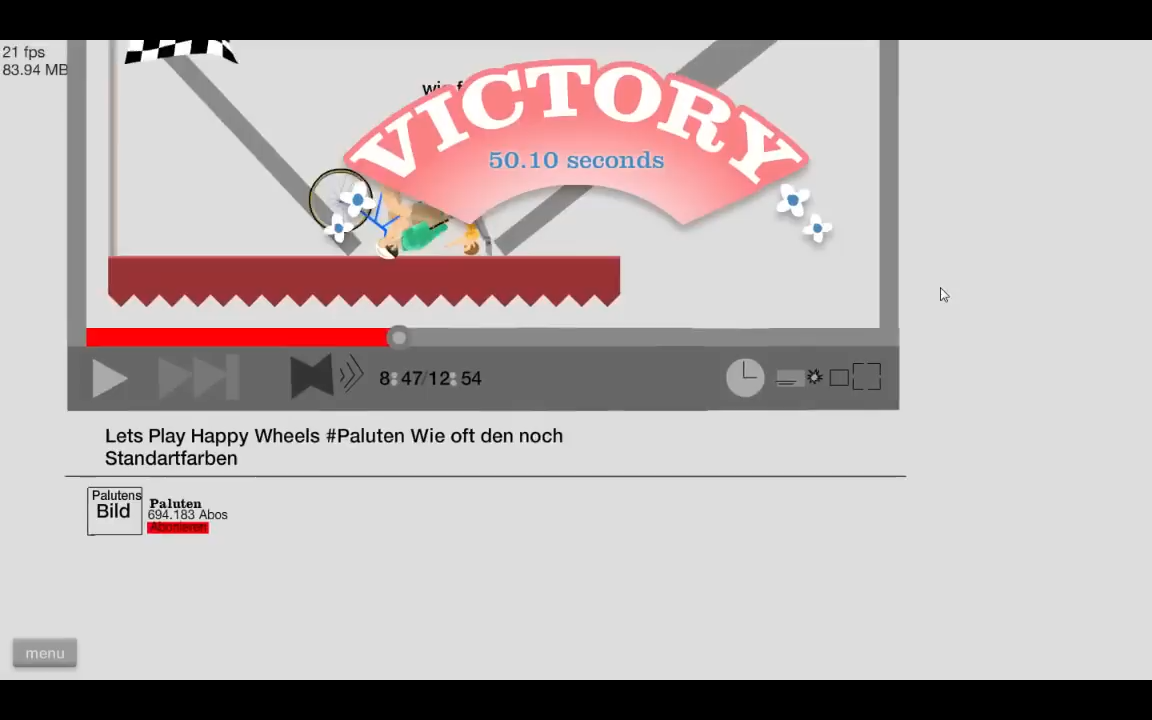 21 fps
83.94 MB
VICTORY
50.10 seconds
8:47/12:54
Lets Play Happy Wheels #Paluten Wie oft den noch
Standartfarben
Palutens
Bild
Paluten
694.183 Abos
Abonieren
menu